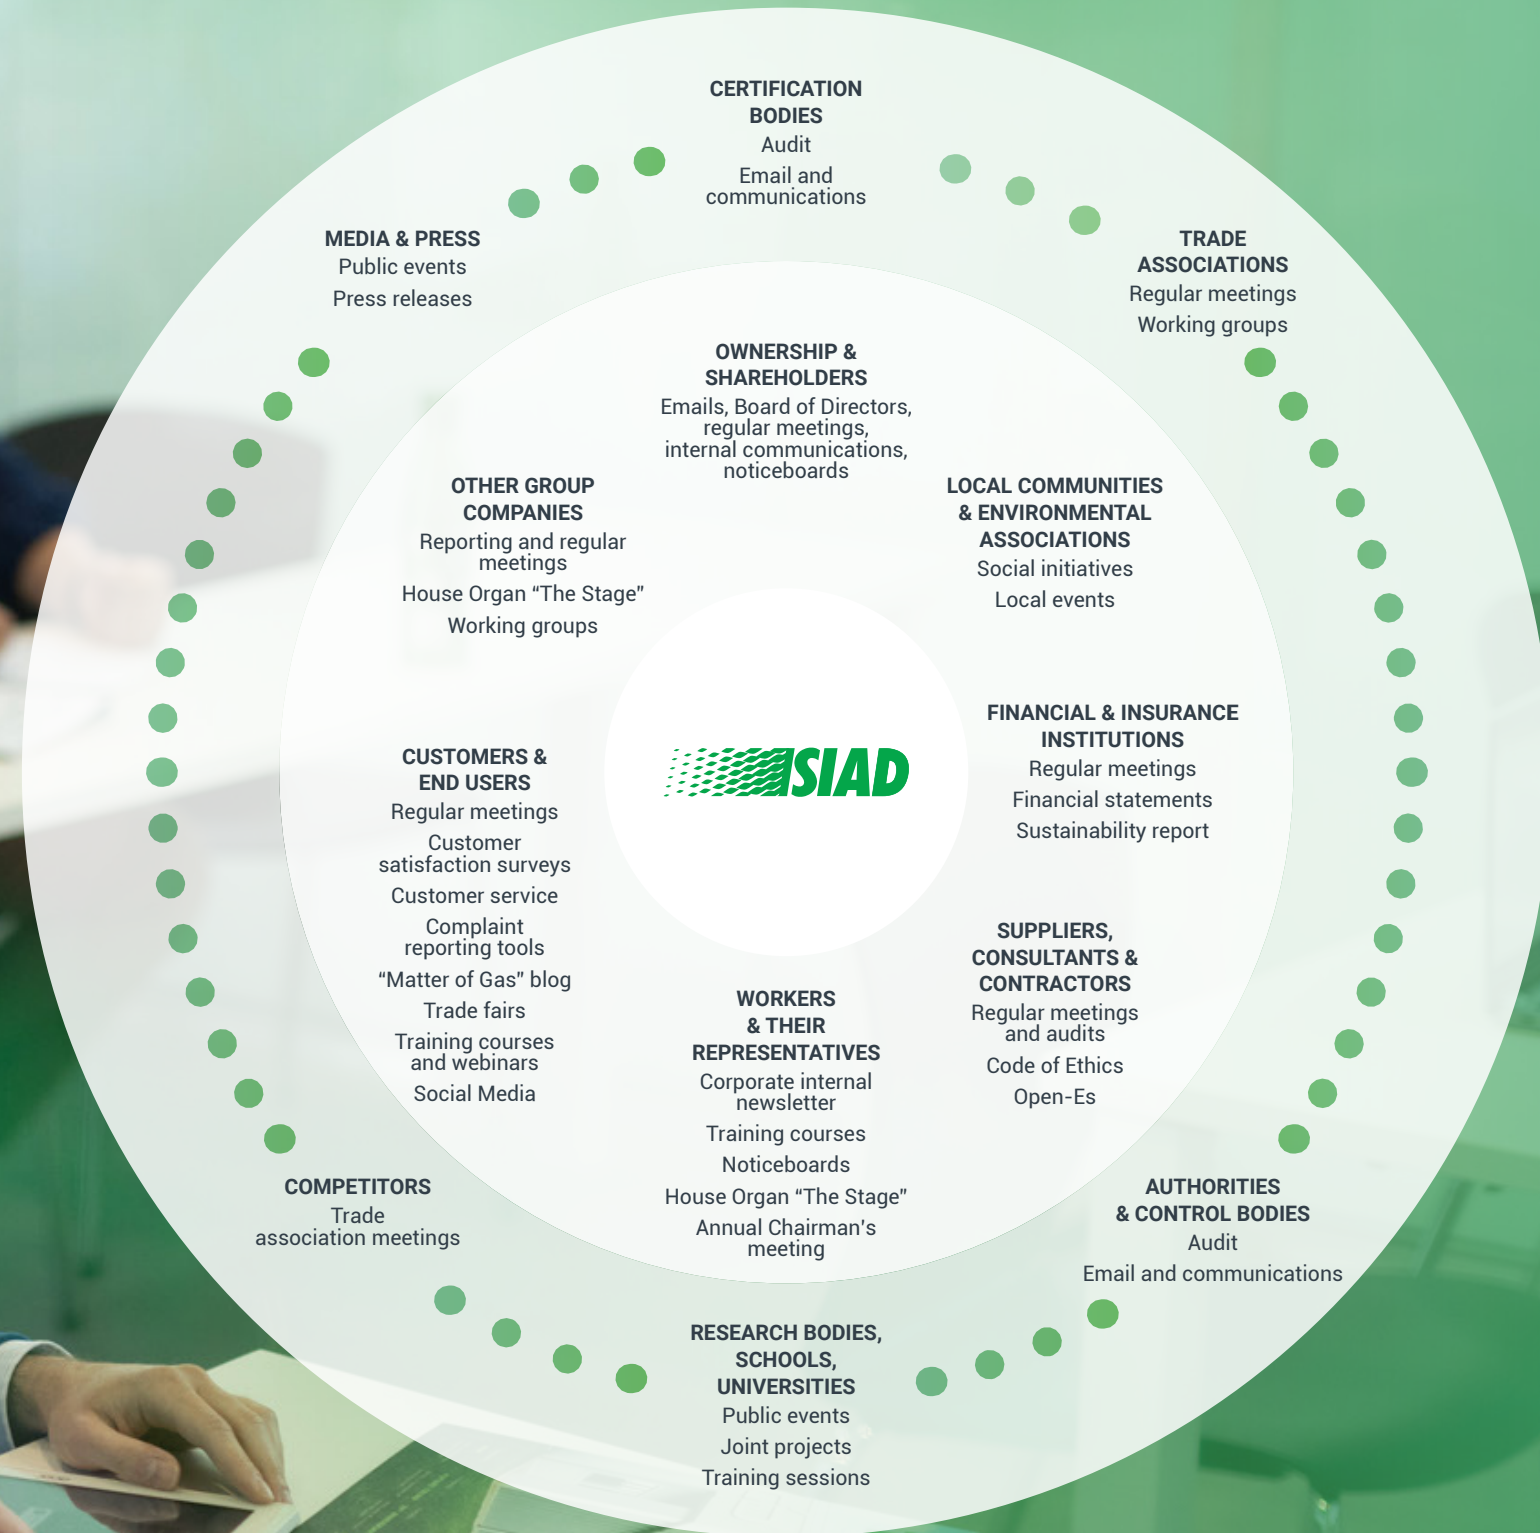 CERTIFICATION
BODIES
Audit
Email and
communications
MEDIA & PRESS
Public events
Press releases
TRADE
ASSOCIATIONS
Regular meetings
Working groups
OWNERSHIP &
SHAREHOLDERS
Emails, Board of Directors,
regular meetings,
internal communications,
noticeboards
OTHER GROUP
COMPANIES
Reporting and regular
meetings
House Organ “The Stage”
Working groups
LOCAL COMMUNITIES
& ENVIRONMENTAL
ASSOCIATIONS
Social initiatives
Local events
SIAD
FINANCIAL & INSURANCE
INSTITUTIONS
Regular meetings
Financial statements
Sustainability report
CUSTOMERS &
END USERS
Regular meetings
Customer
satisfaction surveys
Customer service
Complaint
reporting tools
“Matter of Gas” blog
Trade fairs
Training courses
and webinars
Social Media
SUPPLIERS,
CONSULTANTS &
CONTRACTORS
Regular meetings
and audits
Code of Ethics
Open-Es
WORKERS
& THEIR
REPRESENTATIVES
Corporate internal
newsletter
Training courses
Noticeboards
House Organ “The Stage”
Annual Chairman’s
meeting
COMPETITORS
Trade
association meetings
AUTHORITIES
& CONTROL BODIES
Audit
Email and communications
RESEARCH BODIES,
SCHOOLS,
UNIVERSITIES
Public events
Joint projects
Training sessions